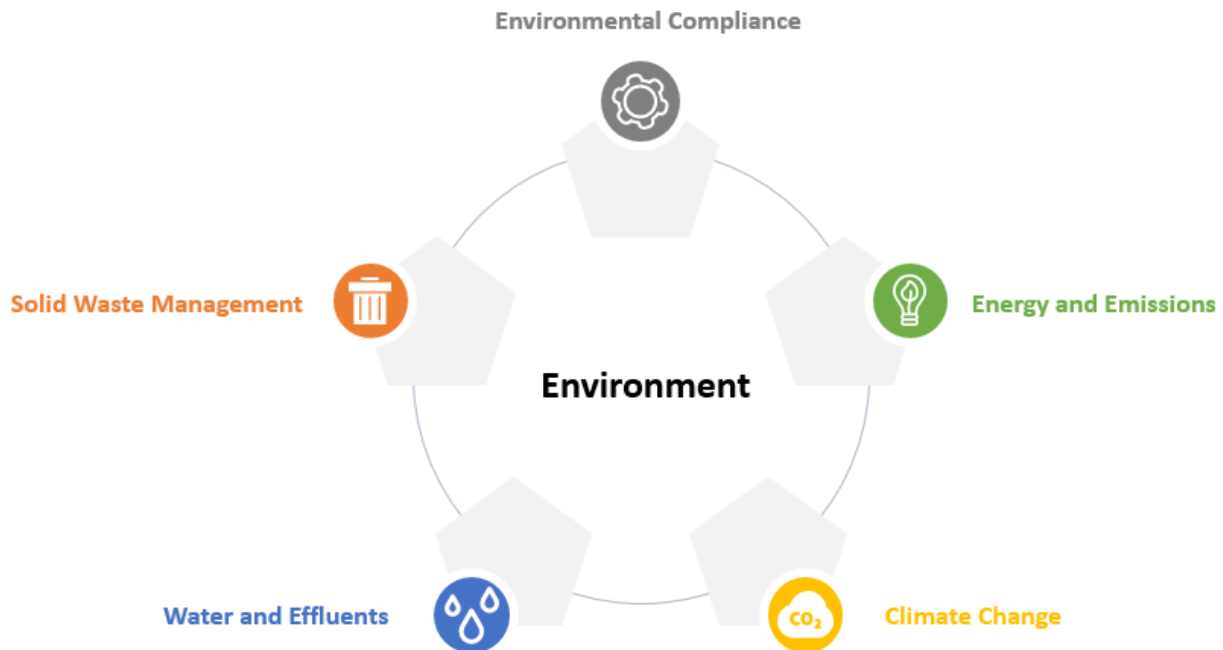 Environmental Compliance
Solid Waste Management
Energy and Emissions
Environment
Water and Effluents
CO₂
Climate Change